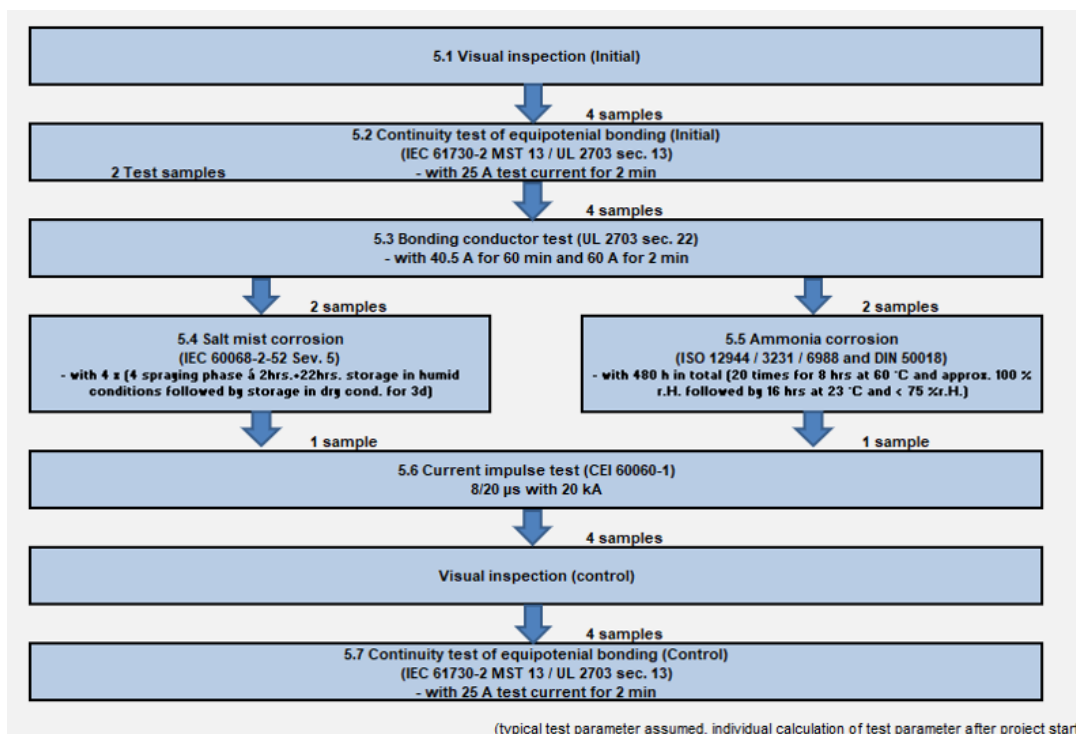 5.1 Visual inspection (Initial)
4 samples
5.2 Continuity test of equipotenial bonding (Initial)
(IEC 61730-2 MST 13 / UL 2703 sec. 13)
2 Test samples
- with 25 A test current for 2 min
4 samples
5.3 Bonding conductor test (UL 2703 sec. 22)
- with 40.5 A for 60 min and 60 A for 2 min
2 samples
5.4 Salt mist corrosion
(IEC 60068-2-52 Sev. 5)
- with 4 x (4 spraying phase á 2hrs.+22hrs. storage in humid
conditions followed by storage in dry cond. for 3d)
2 samples
5.5 Ammonia corrosion
(ISO 12944 / 3231 / 6988 and DIN 50018)
- with 480 h in total (20 times for 8 hrs at 60 °C and approx. 100 %
r.H. followed by 16 hrs at 23 °C and < 75 %r.H.)
1 sample
1 sample
5.6 Current impulse test (CEI 60060-1)
8/20 µs with 20 kA
4 samples
Visual inspection (control)
4 samples
5.7 Continuity test of equipotenial bonding (Control)
(IEC 61730-2 MST 13 / UL 2703 sec. 13)
- with 25 A test current for 2 min
(typical test parameter assumed, individual calculation of test parameter after project start